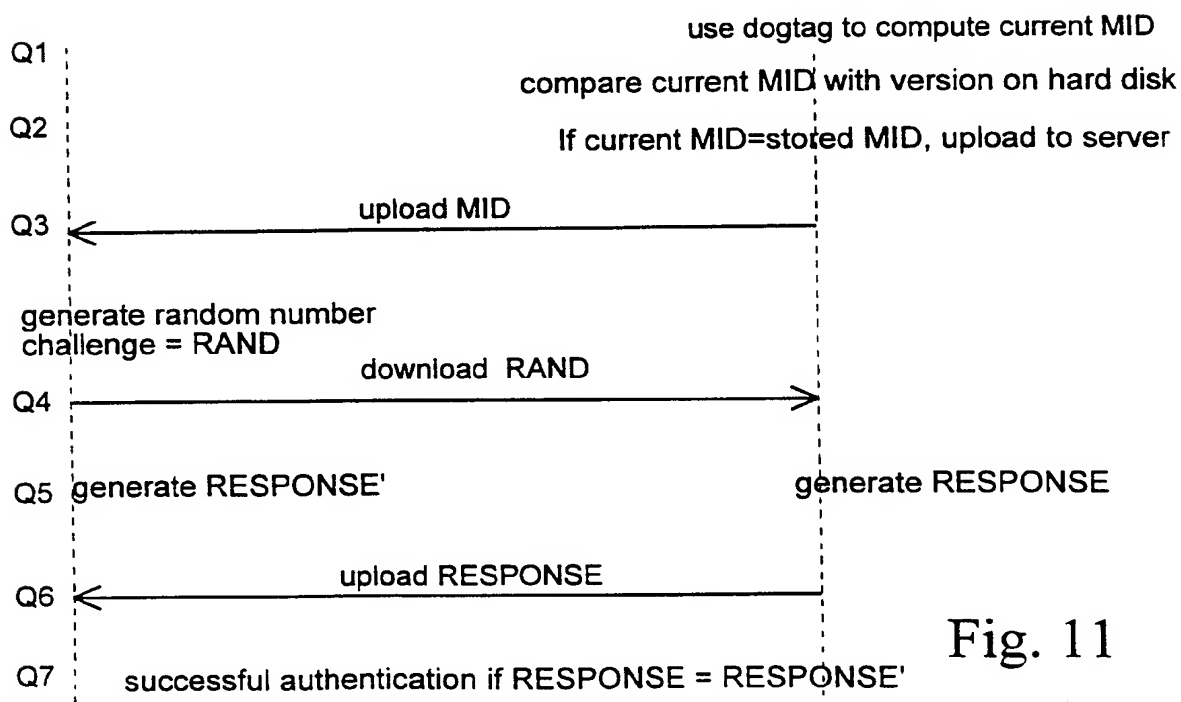 use dogtag to compute current MID
Q1
compare current MID with version on hard disk
Q2
If current MID=stored MID, upload to server
upload MID
Q3
generate random number
challenge = RAND
download RAND
Q4
Q5 generate RESPONSE' generate RESPONSE
upload RESPONSE
Q6
Fig. 11
Q7 successful authentication if RESPONSE = RESPONSE'